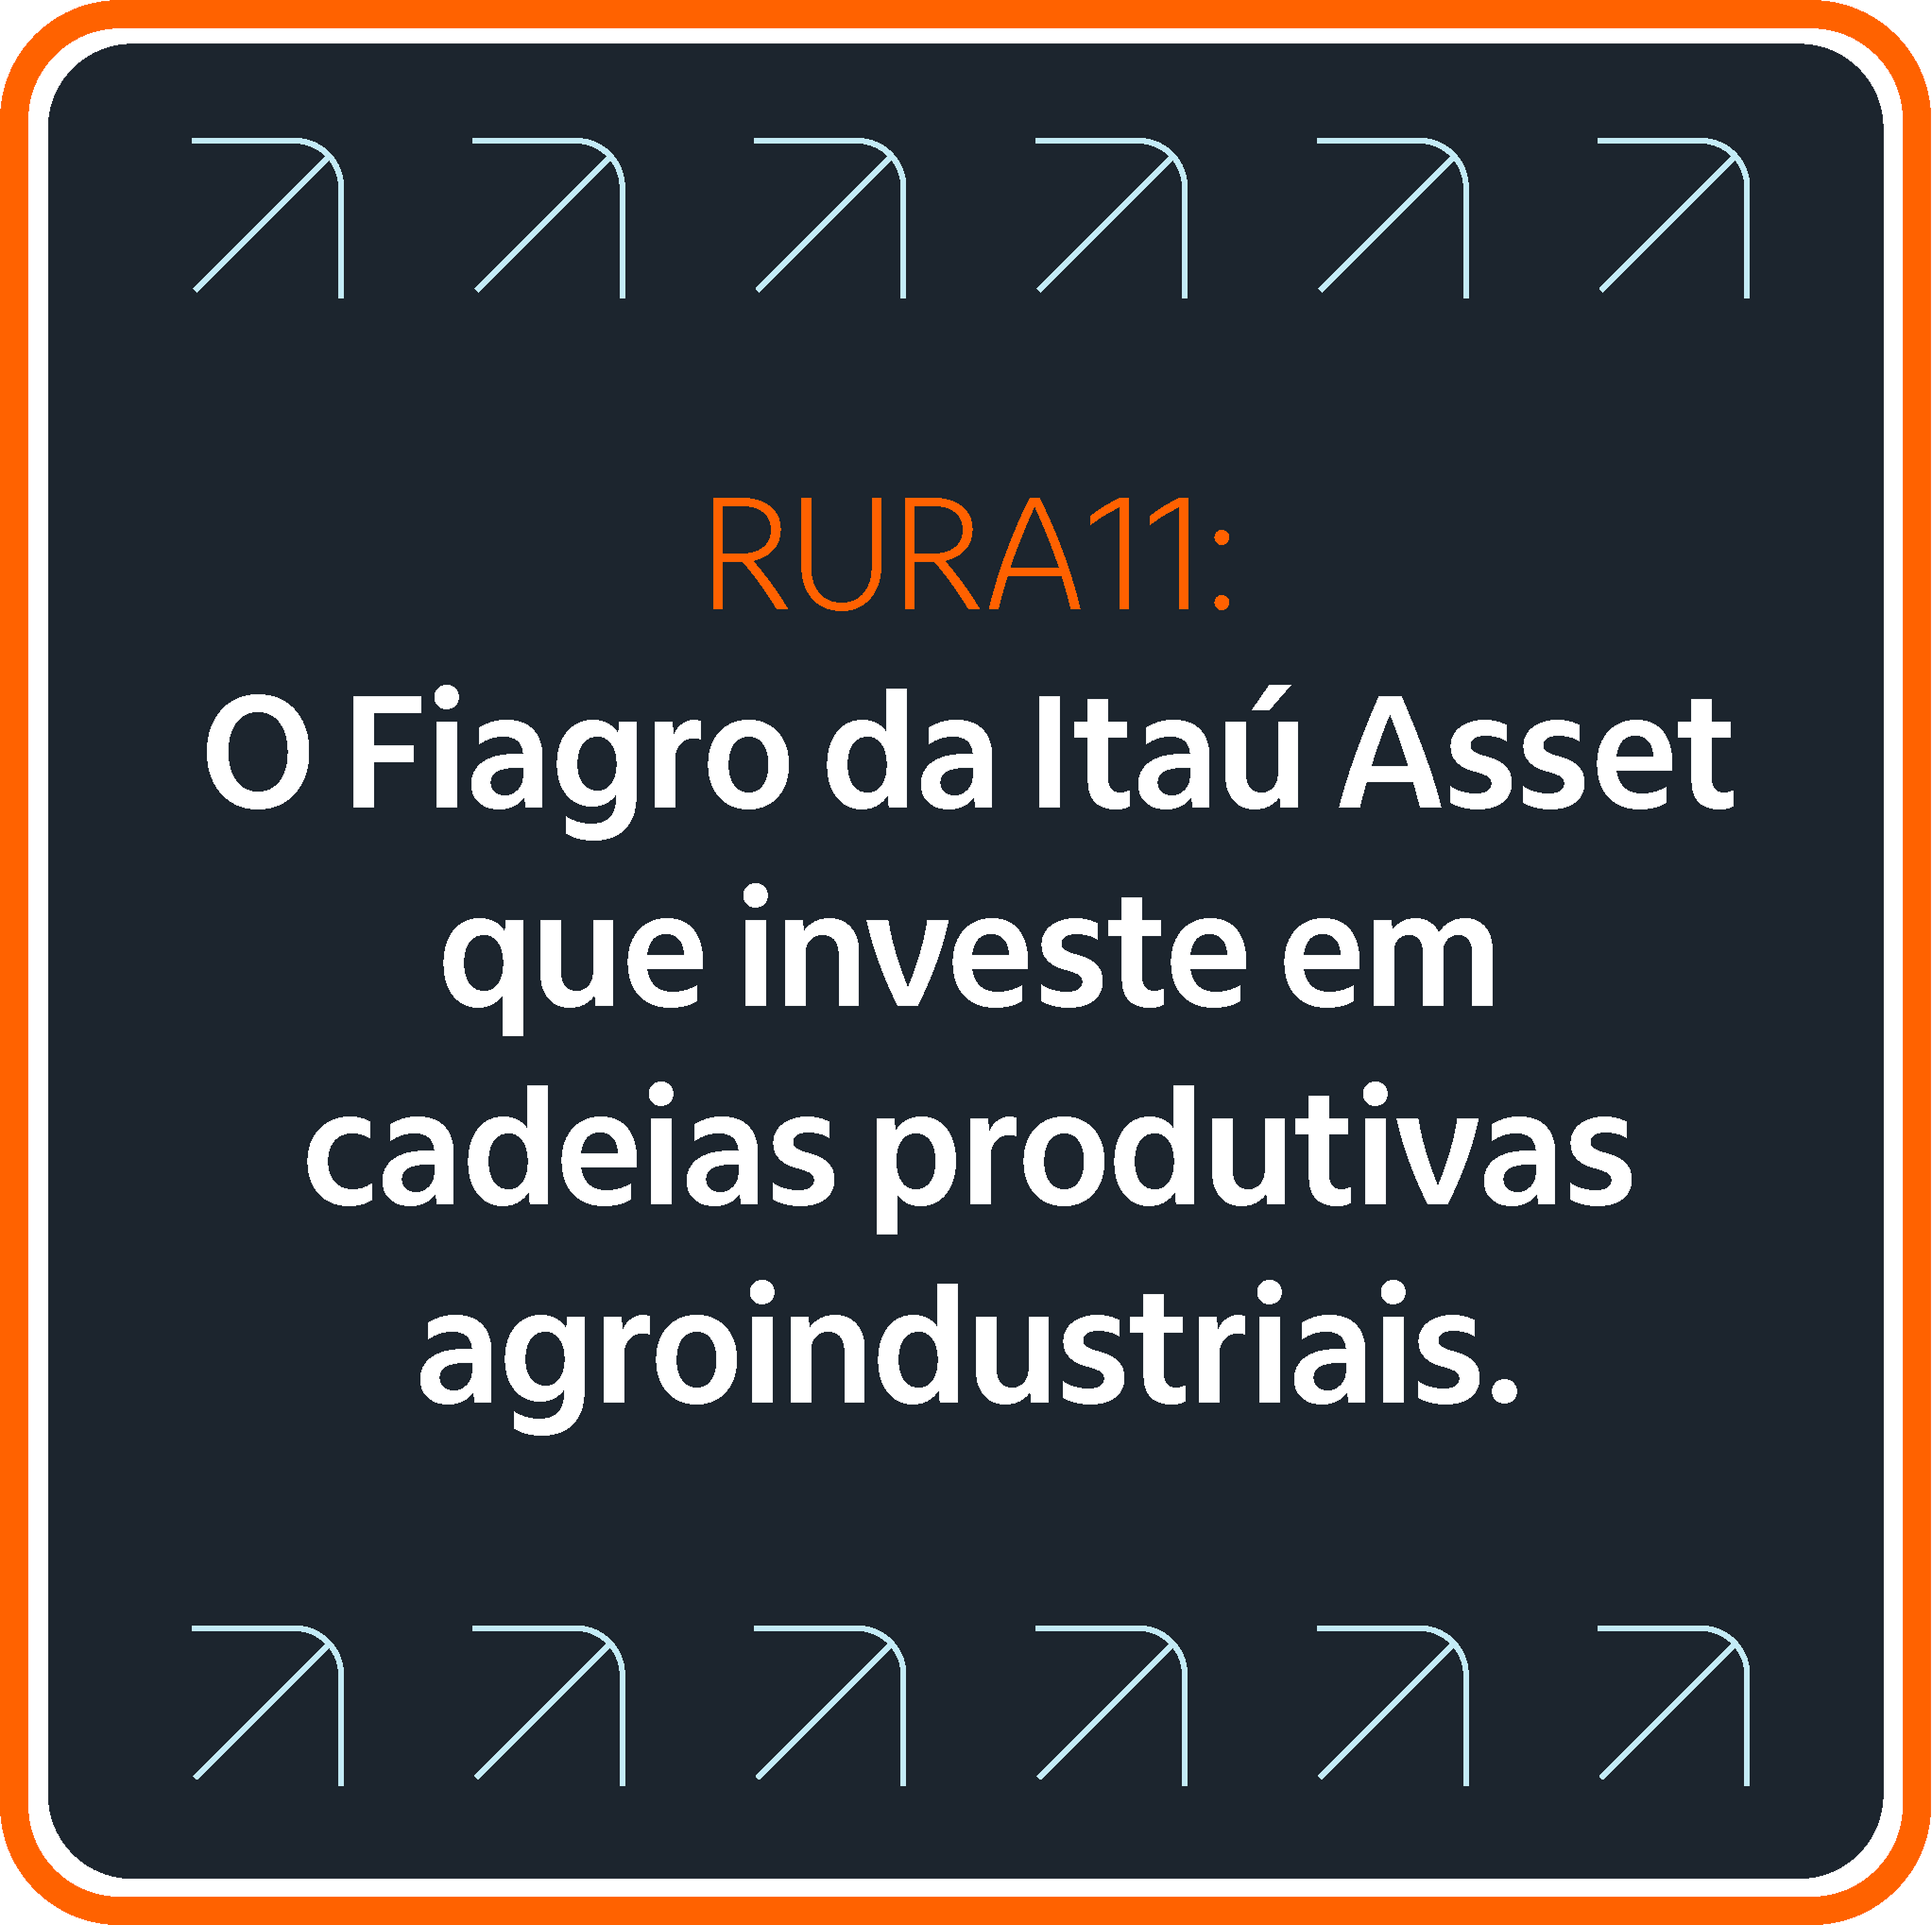 RURA11:
O Fiagro da Itaú Asset
que investe em
cadeias produtivas
agroindustriais.